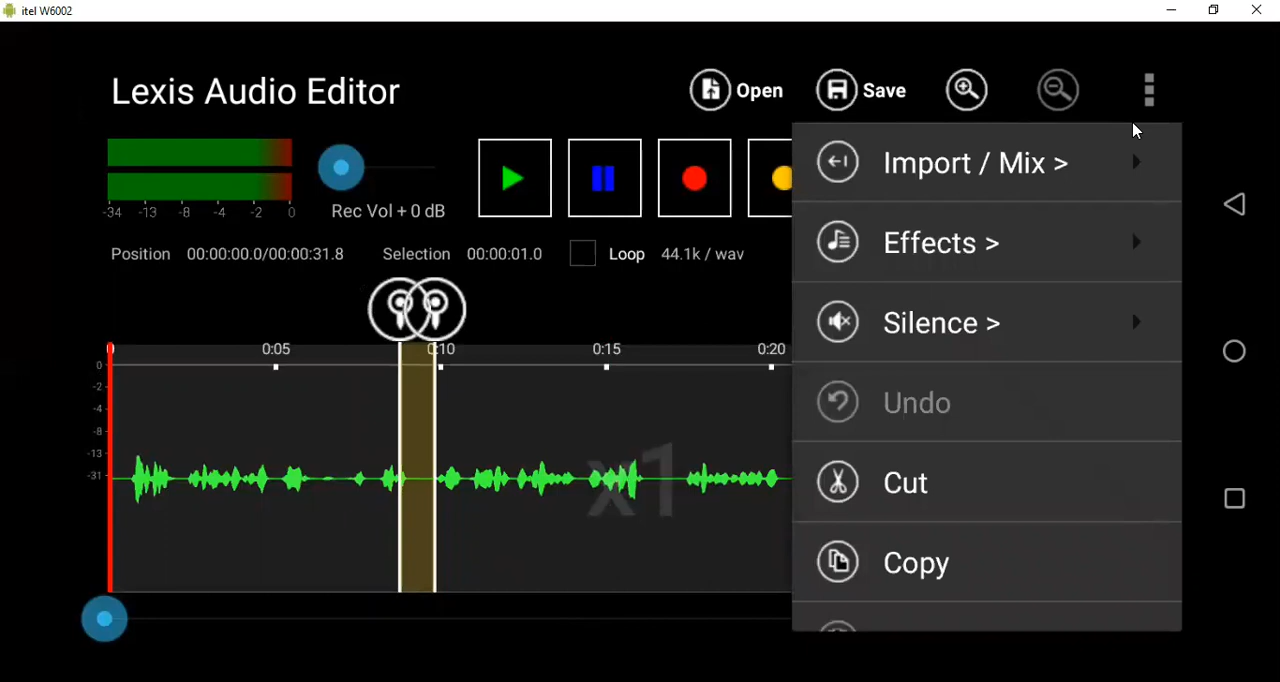 itel W6002
Lexis Audio Editor
Open
Save
-34 -13 -8 -4 -2 0
Rec Vol + 0 dB
Position 00:00:00.0/00:00:31.8 Selection 00:00:01.0 Loop 44.1k / wav
0 0:05 0:10 0:15 0:20
0
-2
-4
-8
-13
-31
x1
Import / Mix >
Effects >
Silence >
Undo
Cut
Copy